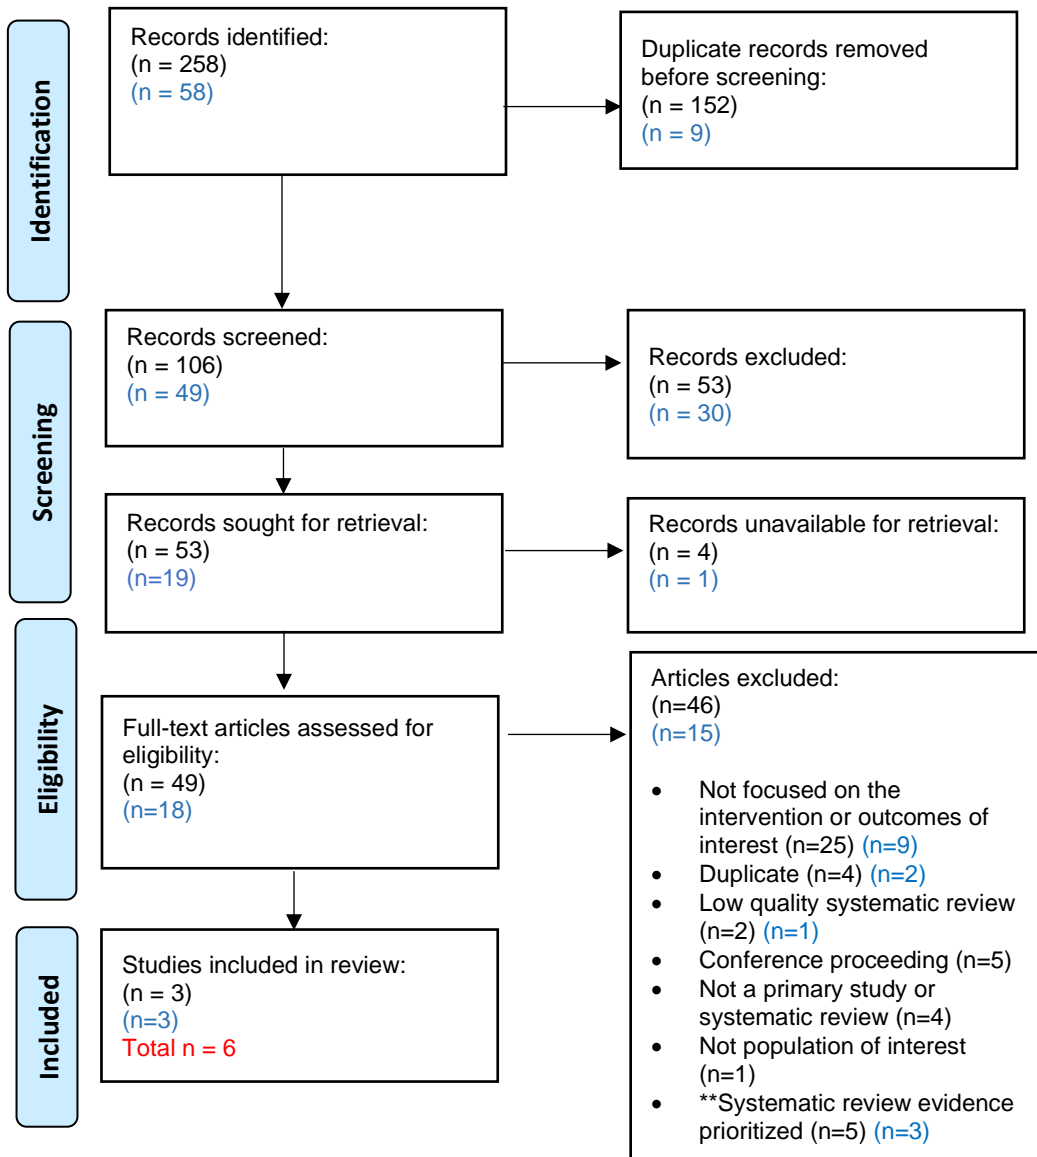 Identification
Records identified:
(n = 258)
(n = 58)
Duplicate records removed
before screening:
(n = 152)
(n = 9)
Screening
Records screened:
(n = 106)
(n = 49)
Records excluded:
(n = 53)
(n = 30)
Records sought for retrieval:
(n = 53)
(n=19)
Records unavailable for retrieval:
(n = 4)
(n = 1)
Eligibility
Full-text articles assessed for
eligibility:
(n = 49)
(n=18)
Articles excluded:
(n=46)
(n=15)
• Not focused on the
intervention or outcomes of
interest (n=25) (n=9)
• Duplicate (n=4) (n=2)
• Low quality systematic review
(n=2) (n=1)
• Conference proceeding (n=5)
• Not a primary study or
systematic review (n=4)
• Not population of interest
(n=1)
• **Systematic review evidence
prioritized (n=5) (n=3)
Included
Studies included in review:
(n = 3)
(n=3)
Total n = 6